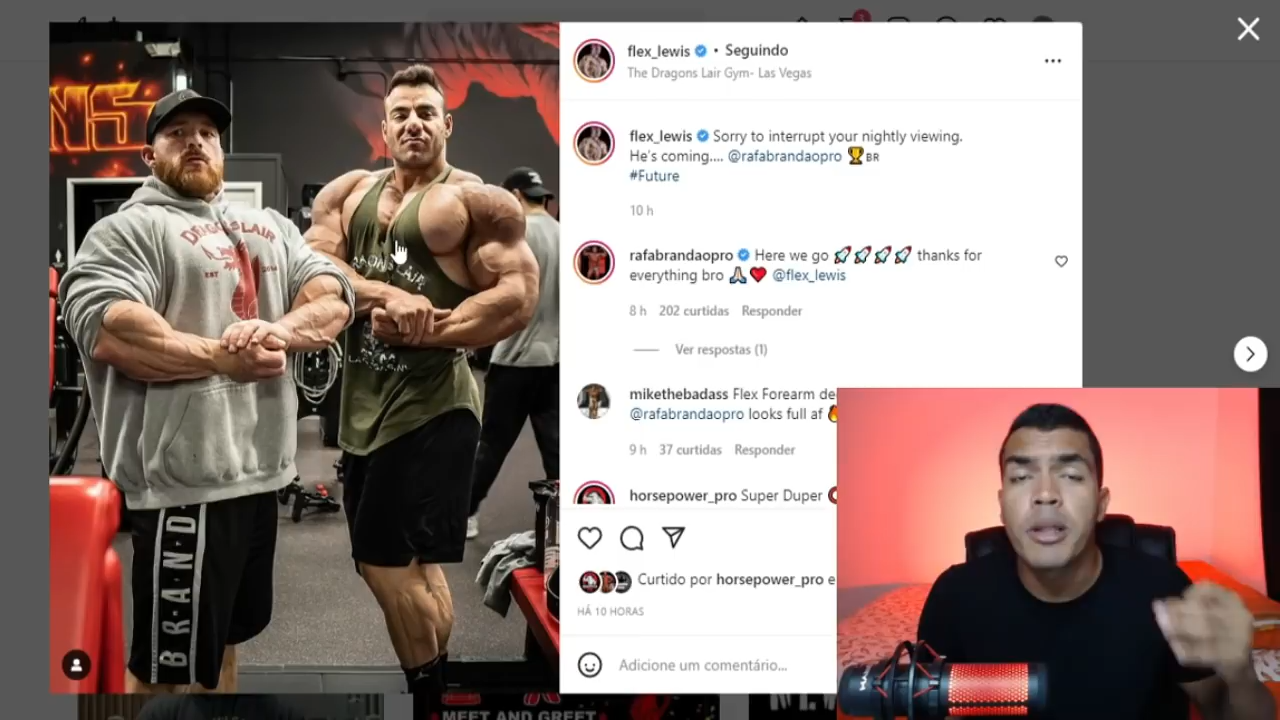 flex_lewis • Seguindo
The Dragons Lair Gym- Las Vegas
flex_lewis Sorry to interrupt your nightly viewing.
He's coming.... @rafabrandaopro 🏆 BR
#Future
10 h
rafabrandaopro Here we go 🚀🚀🚀🚀 thanks for
everything bro 🙏🏻❤️ @flex_lewis
8 h 202 curtidas Responder
Ver respostas (1)
mikethebadass Flex Forearm de
@rafabrandaopro looks full af
9 h 37 curtidas Responder
horsepower_pro Super Duper
Curtido por horsepower_pro e
HÁ 10 HORAS
Adicione um comentário...
NS
DRAGON'S LAIR
EST
BRAND
MEET AND GREET